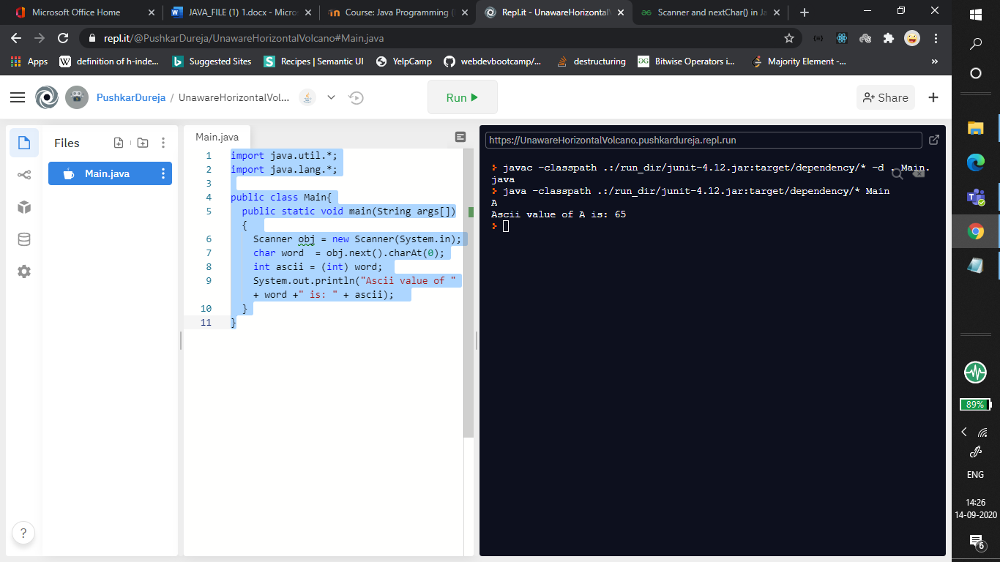 Microsoft Office Home
JAVA_FILE (1) 1.docx - Micros
Course: Java Programming (
Repl.it - UnawareHorizontalV
Scanner and nextChar() in Ja
repl.it/@PushkarDureja/UnawareHorizontalVolcano#Main.java
Apps
definition of h-inde...
Suggested Sites
Recipes | Semantic UI
YelpCamp
webdevbootcamp/...
destructuring
Bitwise Operators i...
Majority Element -...
»
PushkarDureja / UnawareHorizontalVol...
Run
Share
Files
Main.java
Main.java
1 import java.util.*;
2 import java.lang.*;
3
4 public class Main{
5 public static void main(String args[])
{
6 Scanner obj = new Scanner(System.in);
7 char word  = obj.next().charAt(0);
8 int ascii = (int) word;
9 System.out.println("Ascii value of "
+ word +" is: " + ascii);
10 }
11 }
https://UnawareHorizontalVolcano.pushkardureja.repl.run
javac -classpath .:/run_dir/junit-4.12.jar:target/dependency/* -d . Main.
java
java -classpath .:/run_dir/junit-4.12.jar:target/dependency/* Main
A
Ascii value of A is: 65
?
89%
ENG
14:26
14-09-2020
6